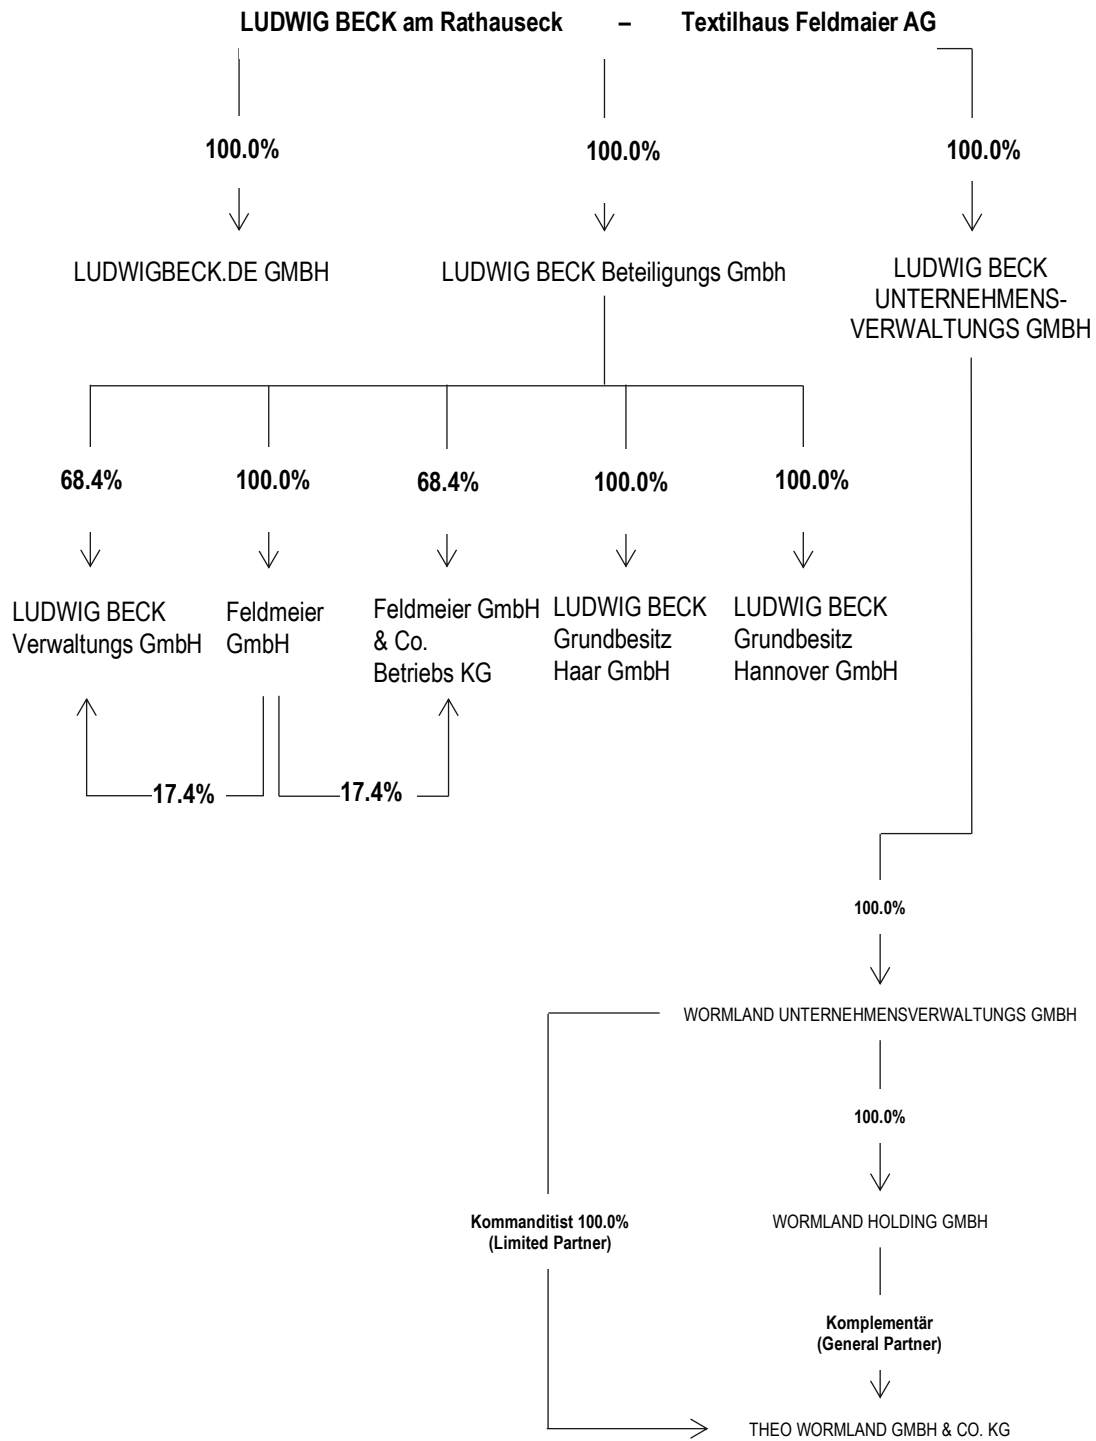 LUDWIG BECK am Rathauseck – Textilhaus Feldmaier AG
100.0%
100.0%
100.0%
LUDWIGBECK.DE GMBH
LUDWIG BECK Beteiligungs Gmbh
LUDWIG BECK
UNTERNEHMENS-
VERWALTUNGS GMBH
68.4%
100.0%
68.4%
100.0%
100.0%
LUDWIG BECK
Verwaltungs GmbH
Feldmeier
GmbH
Feldmeier GmbH
& Co.
Betriebs KG
LUDWIG BECK
Grundbesitz
Haar GmbH
LUDWIG BECK
Grundbesitz
Hannover GmbH
17.4%
17.4%
100.0%
WORMLAND UNTERNEHMENSVERWALTUNGS GMBH
100.0%
Kommanditist 100.0%
(Limited Partner)
WORMLAND HOLDING GMBH
Komplementär
(General Partner)
THEO WORMLAND GMBH & CO. KG